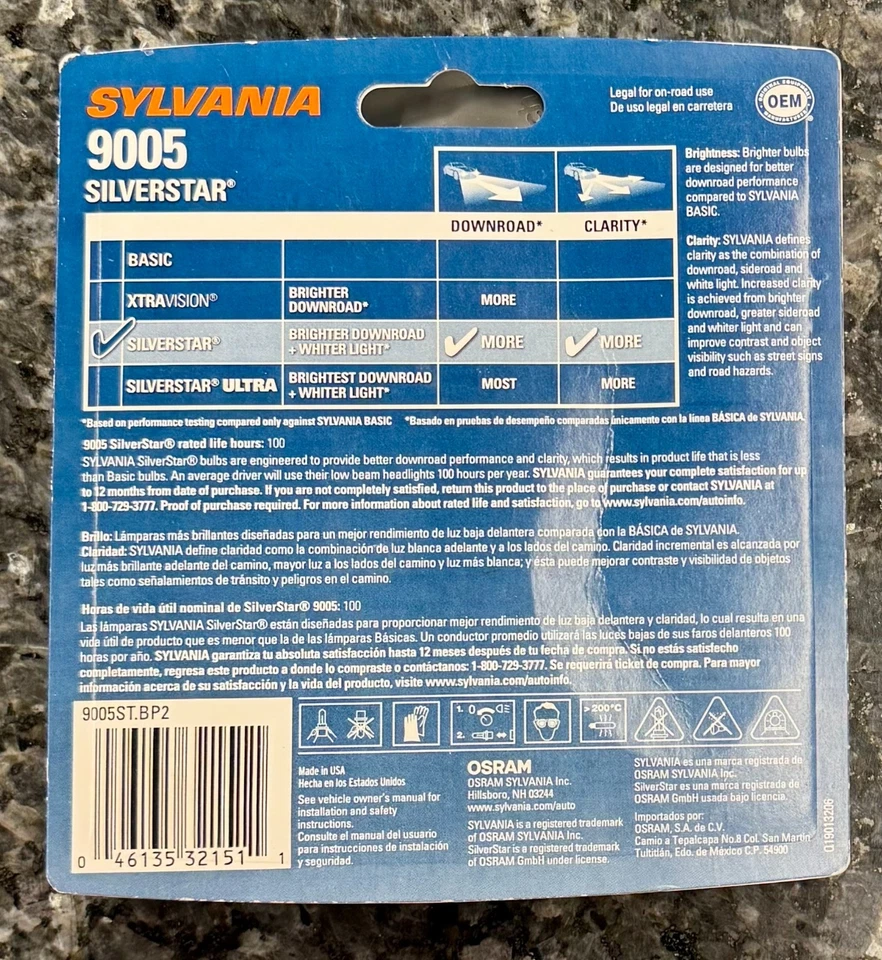 SYLVANIA
9005
SILVERSTAR®
Legal for on-road use
De uso legal en carretera
ORIGINAL EQUIPMENT
OEM
MANUFACTURER
DOWNROAD* CLARITY*
BASIC
XTRAVISION® BRIGHTER DOWNROAD* MORE
SILVERSTAR® BRIGHTER DOWNROAD + WHITER LIGHT* MORE MORE
SILVERSTAR® ULTRA BRIGHTEST DOWNROAD + WHITER LIGHT* MOST MORE
Brightness: Brighter bulbs
are designed for better
downroad performance
compared to SYLVANIA
BASIC.
Clarity: SYLVANIA defines
clarity as the combination of
downroad, sideroad and
white light. Increased clarity
is achieved from brighter
downroad, greater sideroad
and whiter light and can
improve contrast and object
visibility such as street signs
and road hazards.
*Based on performance testing compared only against SYLVANIA BASIC *Basado en pruebas de desempeño comparadas únicamente con la línea BÁSICA de SYLVANIA.
9005 SilverStar® rated life hours: 100
SYLVANIA SilverStar® bulbs are engineered to provide better downroad performance and clarity, which results in product life that is less
than Basic bulbs. An average driver will use their low beam headlights 100 hours per year. SYLVANIA guarantees your complete satisfaction for up
to 12 months from date of purchase. If you are not completely satisfied, return this product to the place of purchase or contact SYLVANIA at
1-800-729-3777. Proof of purchase required. For more information about rated life and satisfaction, go to www.sylvania.com/autoinfo.
Brillo: Lámparas más brillantes diseñadas para un mejor rendimiento de luz baja delantera comparada con la BÁSICA de SYLVANIA.
Claridad: SYLVANIA define claridad como la combinación de luz blanca adelante y a los lados del camino. Claridad incremental es alcanzada por
luz más brillante adelante del camino, mayor luz a los lados del camino y luz más blanca; y ésta puede mejorar contraste y visibilidad de objetos
tales como señalamientos de tránsito y peligros en el camino.
Horas de vida útil nominal de SilverStar® 9005: 100
Las lámparas SYLVANIA SilverStar® están diseñadas para proporcionar mejor rendimiento de luz baja delantera y claridad, lo cual resulta en una
vida útil de producto que es menor que la de las lámparas Básicas. Un conductor promedio utilizará las luces bajas de sus faros delanteros 100
horas por año. SYLVANIA garantiza tu absoluta satisfacción hasta 12 meses después de tu fecha de compra. Si no estás satisfecho
completamente, regresa este producto a donde lo compraste o contáctanos: 1-800-729-3777. Se requerirá ticket de compra. Para mayor
información acerca de su satisfacción y la vida del producto, visite www.sylvania.com/autoinfo.
9005ST.BP2
0 46135 32151 1
1. 0
2.
>200°C
Made in USA
Hecha en los Estados Unidos
See vehicle owner's manual for
installation and safety
instructions.
Consulte el manual del usuario
para instrucciones de instalación
y seguridad.
OSRAM
OSRAM SYLVANIA Inc.
Hillsboro, NH 03244
www.sylvania.com/auto
SYLVANIA is a registered trademark
of OSRAM SYLVANIA Inc.
SilverStar is a registered trademark
of OSRAM GmbH under license.
SYLVANIA es una marca registrada de
OSRAM SYLVANIA Inc.
SilverStar es una marca registrada de
OSRAM GmbH usada bajo licencia.
Importados por:
OSRAM, S.A. de C.V.
Camio a Tepalcapa No.8 Col. San Martin
Tultitlán, Edo. de México C.P. 54900
Q19013206